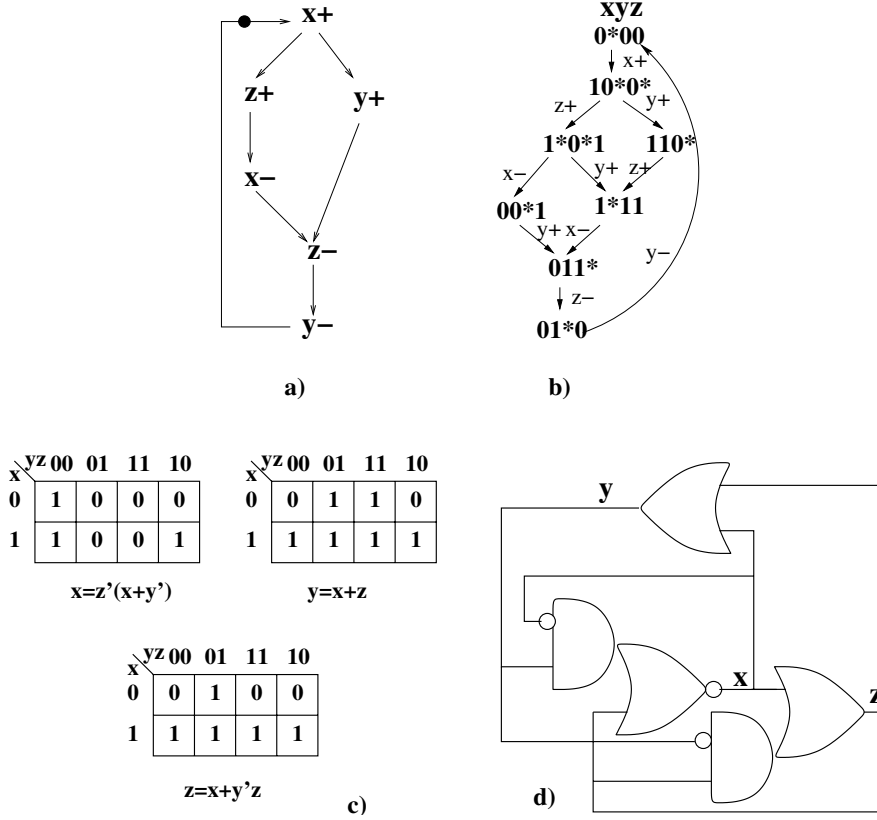 x+
z+
y+
x−
z−
y−
a)
xyz
0*00
x+
10*0*
z+ y+
1*0*1 110*
x− y+ z+
00*1 1*11
y+ x−
011*
y−
z−
01*0
b)
x yz 00 01 11 10
0 1 0 0 0
1 1 0 0 1
x=z'(x+y')
x yz 00 01 11 10
0 0 1 1 0
1 1 1 1 1
y=x+z
x yz 00 01 11 10
0 0 1 0 0
1 1 1 1 1
z=x+y'z
c)
y
x
z
d)